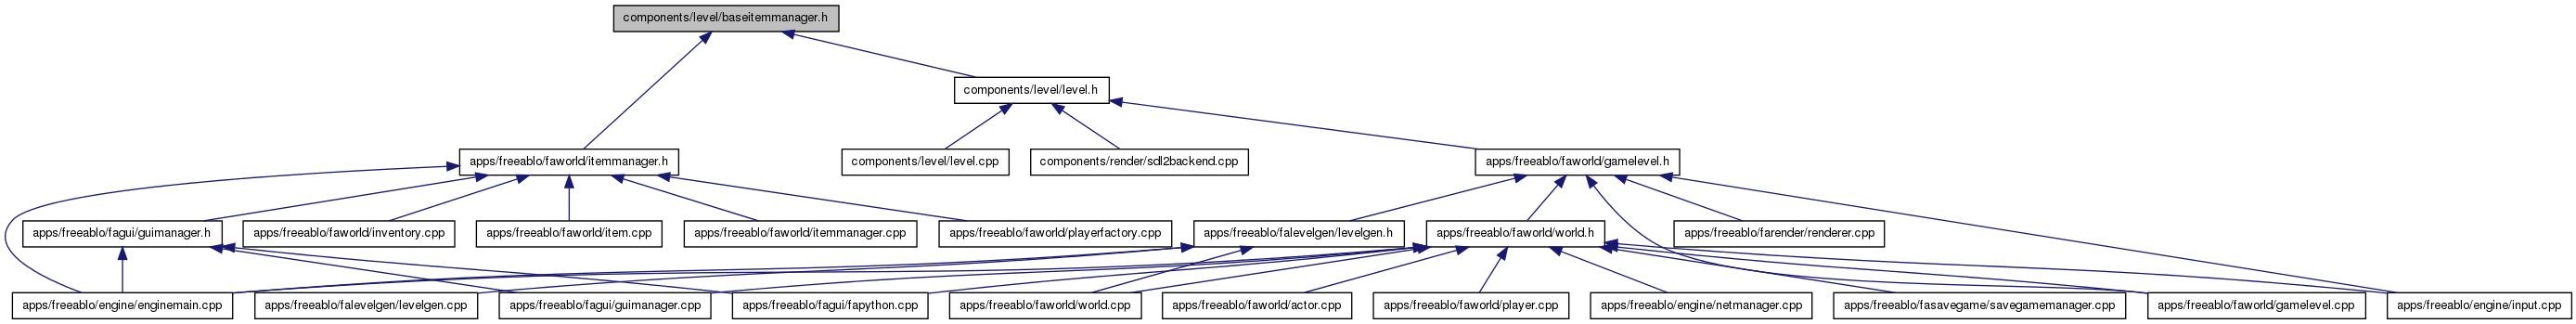 components/level/baseitemmanager.h
components/level/level.h
apps/freeablo/faworld/itemmanager.h
components/level/level.cpp
components/render/sdl2backend.cpp
apps/freeablo/faworld/gamelevel.h
apps/freeablo/fagui/guimanager.h
apps/freeablo/faworld/inventory.cpp
apps/freeablo/faworld/item.cpp
apps/freeablo/faworld/itemmanager.cpp
apps/freeablo/faworld/playerfactory.cpp
apps/freeablo/falevelgen/levelgen.h
apps/freeablo/faworld/world.h
apps/freeablo/farender/renderer.cpp
apps/freeablo/engine/enginemain.cpp
apps/freeablo/falevelgen/levelgen.cpp
apps/freeablo/fagui/guimanager.cpp
apps/freeablo/fagui/fapython.cpp
apps/freeablo/faworld/world.cpp
apps/freeablo/faworld/actor.cpp
apps/freeablo/faworld/player.cpp
apps/freeablo/engine/netmanager.cpp
apps/freeablo/fasavegame/savegamemanager.cpp
apps/freeablo/faworld/gamelevel.cpp
apps/freeablo/engine/input.cpp